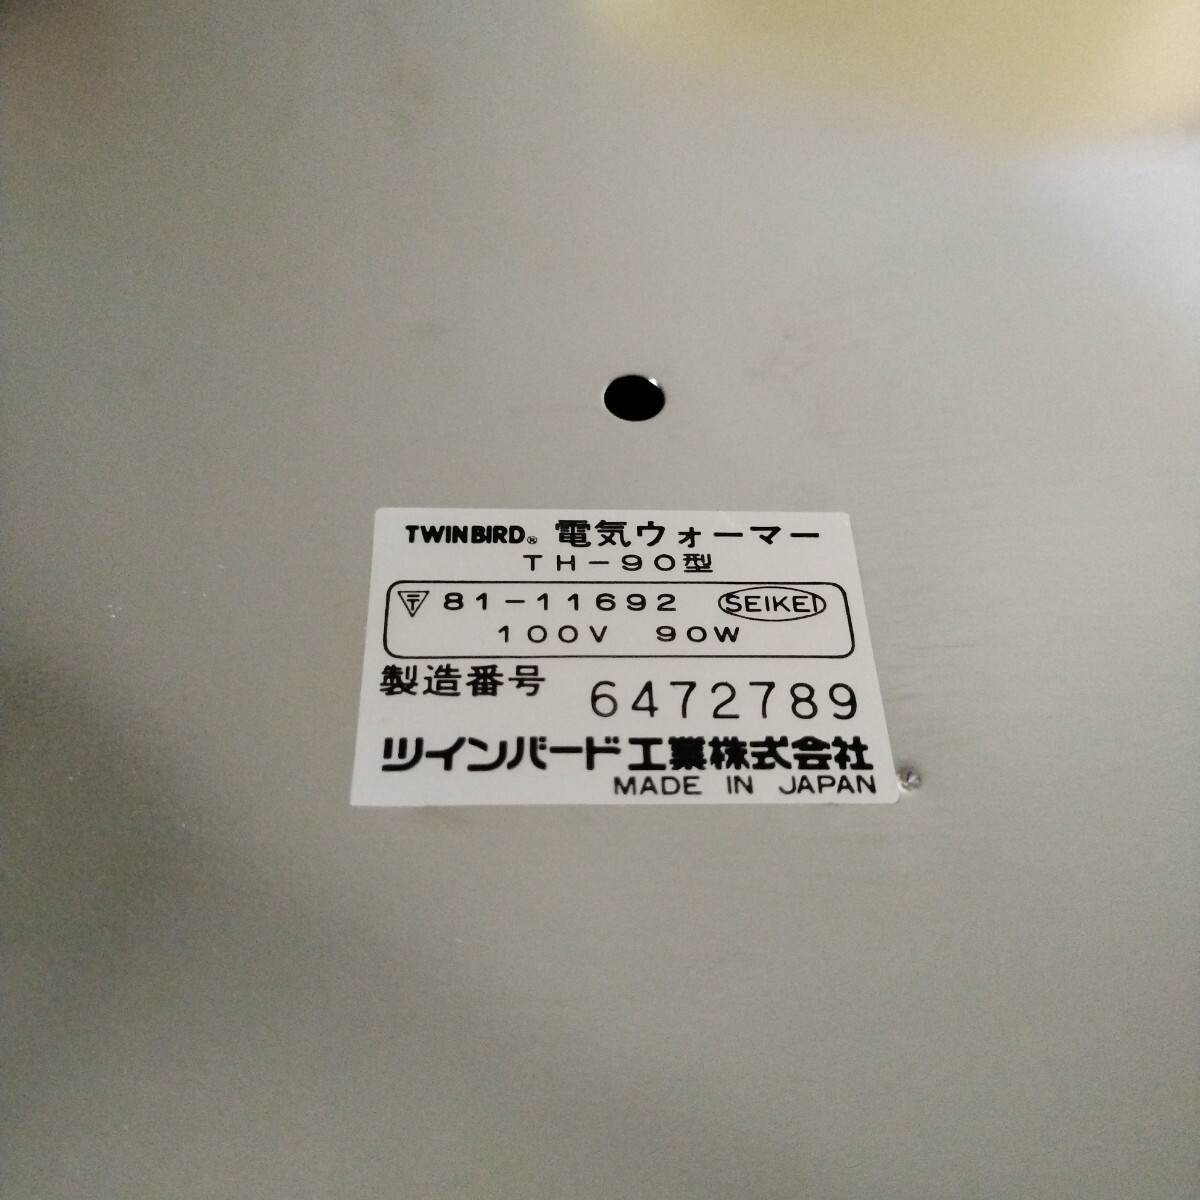 TWINBIRD® 電気ウォーマー
TH-90型
〒 81-11692 SEIKEI
100V 90W
製造番号 6472789
ツインバード工業株式会社
MADE IN JAPAN